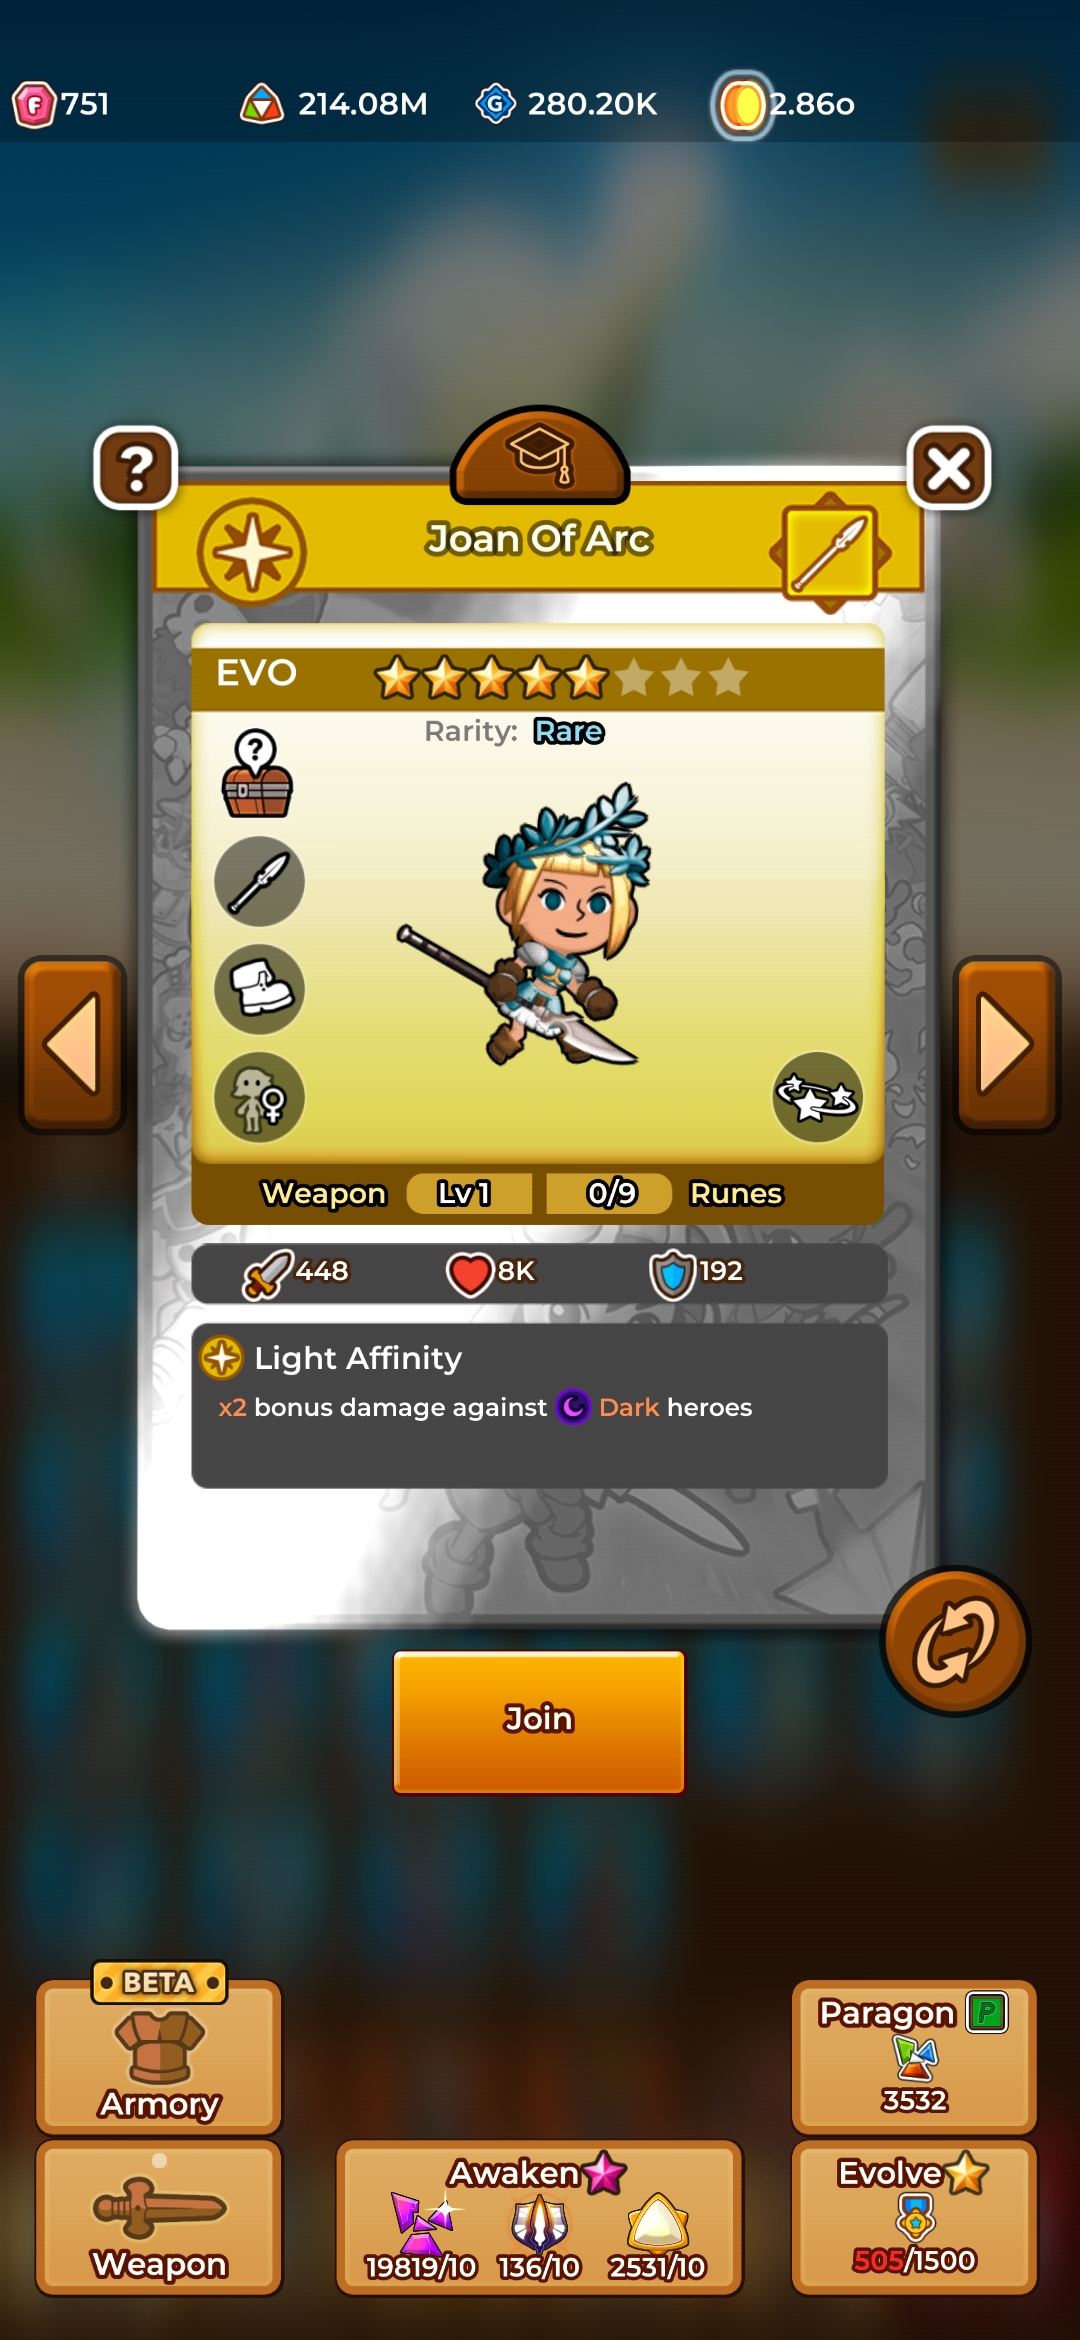 F 751 214.08M G 280.20K 2.86o
?
Joan Of Arc
EVO
Rarity: Rare
?
Weapon Lv 1 0/9 Runes
448 8K 192
Light Affinity
x2 bonus damage against Dark heroes
Join
BETA
Armory
Paragon P
3532
Weapon
Awaken
19819/10 136/10 2531/10
Evolve
505/1500